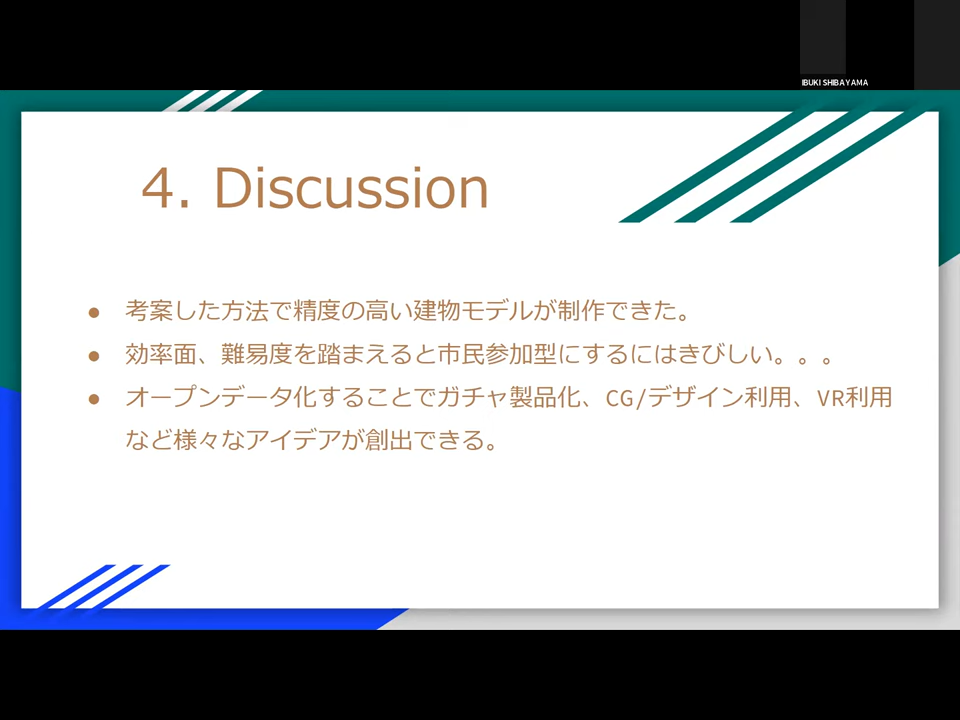 IBUKI SHIBAYAMA
4. Discussion
● 考案した方法で精度の高い建物モデルが制作できた。
● 効率面、難易度を踏まえると市民参加型にするにはきびしい。。。
● オープンデータ化することでガチャ製品化、CG/デザイン利用、VR利用
など様々なアイデアが創出できる。